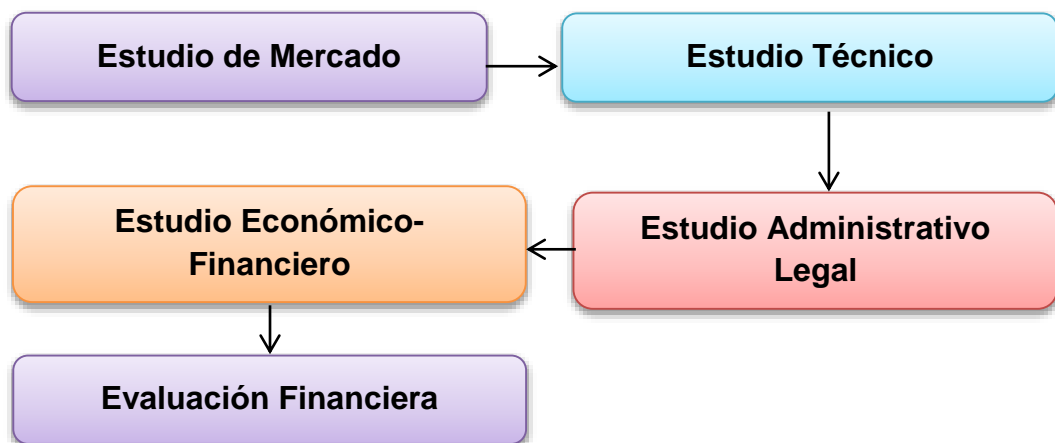 Estudio de Mercado
Estudio Técnico
Estudio Administrativo
Legal
Estudio Económico-
Financiero
Evaluación Financiera